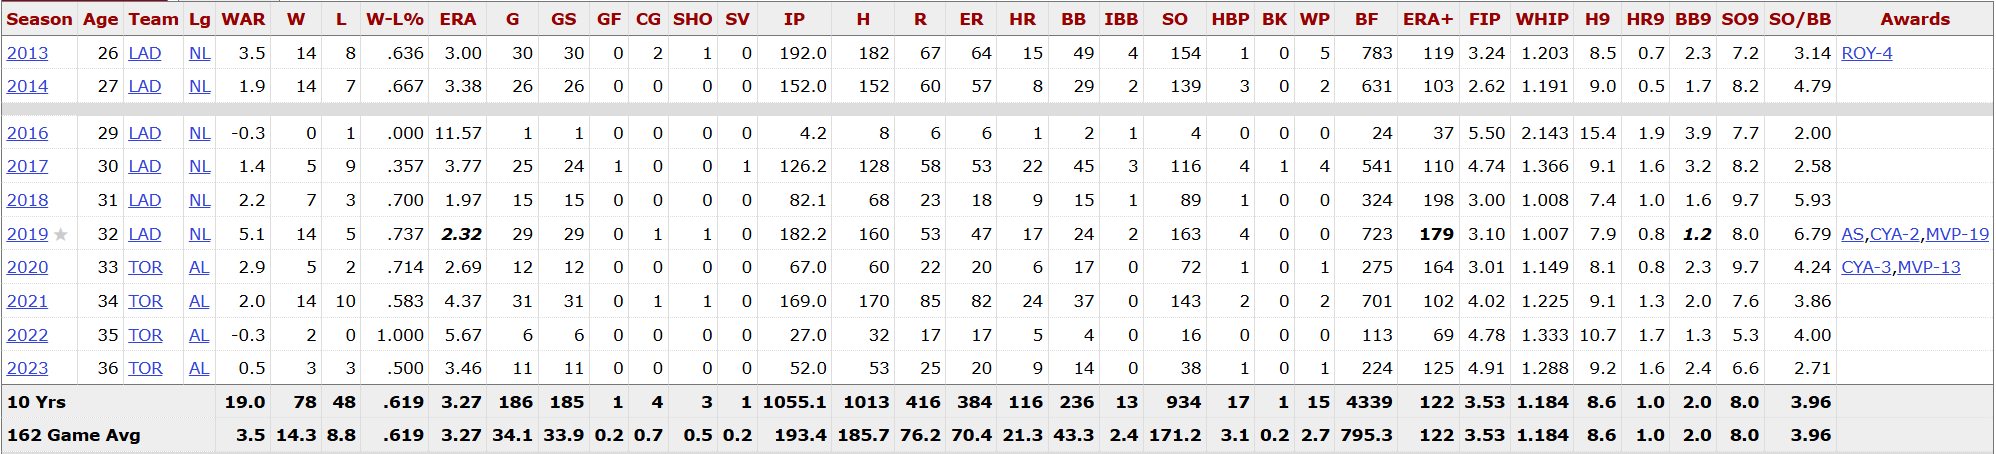 Season Age Team Lg WAR W L W-L% ERA G GS GF CG SHO SV IP H R ER HR BB IBB SO HBP BK WP BF ERA+ FIP WHIP H9 HR9 BB9 SO9 SO/BB Awards
2013 26 LAD NL 3.5 14 8 .636 3.00 30 30 0 2 1 0 192.0 182 67 64 15 49 4 154 1 0 5 783 119 3.24 1.203 8.5 0.7 2.3 7.2 3.14 ROY-4
2014 27 LAD NL 1.9 14 7 .667 3.38 26 26 0 0 0 0 152.0 152 60 57 8 29 2 139 3 0 2 631 103 2.62 1.191 9.0 0.5 1.7 8.2 4.79
2016 29 LAD NL -0.3 0 1 .000 11.57 1 1 0 0 0 0 4.2 8 6 6 1 2 1 4 0 0 0 24 37 5.50 2.143 15.4 1.9 3.9 7.7 2.00
2017 30 LAD NL 1.4 5 9 .357 3.77 25 24 1 0 0 1 126.2 128 58 53 22 45 3 116 4 1 4 541 110 4.74 1.366 9.1 1.6 3.2 8.2 2.58
2018 31 LAD NL 2.2 7 3 .700 1.97 15 15 0 0 0 0 82.1 68 23 18 9 15 1 89 1 0 0 324 198 3.00 1.008 7.4 1.0 1.6 9.7 5.93
2019 ★ 32 LAD NL 5.1 14 5 .737 2.32 29 29 0 1 1 0 182.2 160 53 47 17 24 2 163 4 0 0 723 179 3.10 1.007 7.9 0.8 1.2 8.0 6.79 AS,CYA-2,MVP-19
2020 33 TOR AL 2.9 5 2 .714 2.69 12 12 0 0 0 0 67.0 60 22 20 6 17 0 72 1 0 1 275 164 3.01 1.149 8.1 0.8 2.3 9.7 4.24 CYA-3,MVP-13
2021 34 TOR AL 2.0 14 10 .583 4.37 31 31 0 1 1 0 169.0 170 85 82 24 37 0 143 2 0 2 701 102 4.02 1.225 9.1 1.3 2.0 7.6 3.86
2022 35 TOR AL -0.3 2 0 1.000 5.67 6 6 0 0 0 0 27.0 32 17 17 5 4 0 16 0 0 0 113 69 4.78 1.333 10.7 1.7 1.3 5.3 4.00
2023 36 TOR AL 0.5 3 3 .500 3.46 11 11 0 0 0 0 52.0 53 25 20 9 14 0 38 1 0 1 224 125 4.91 1.288 9.2 1.6 2.4 6.6 2.71
10 Yrs 19.0 78 48 .619 3.27 186 185 1 4 3 1 1055.1 1013 416 384 116 236 13 934 17 1 15 4339 122 3.53 1.184 8.6 1.0 2.0 8.0 3.96
162 Game Avg 3.5 14.3 8.8 .619 3.27 34.1 33.9 0.2 0.7 0.5 0.2 193.4 185.7 76.2 70.4 21.3 43.3 2.4 171.2 3.1 0.2 2.7 795.3 122 3.53 1.184 8.6 1.0 2.0 8.0 3.96